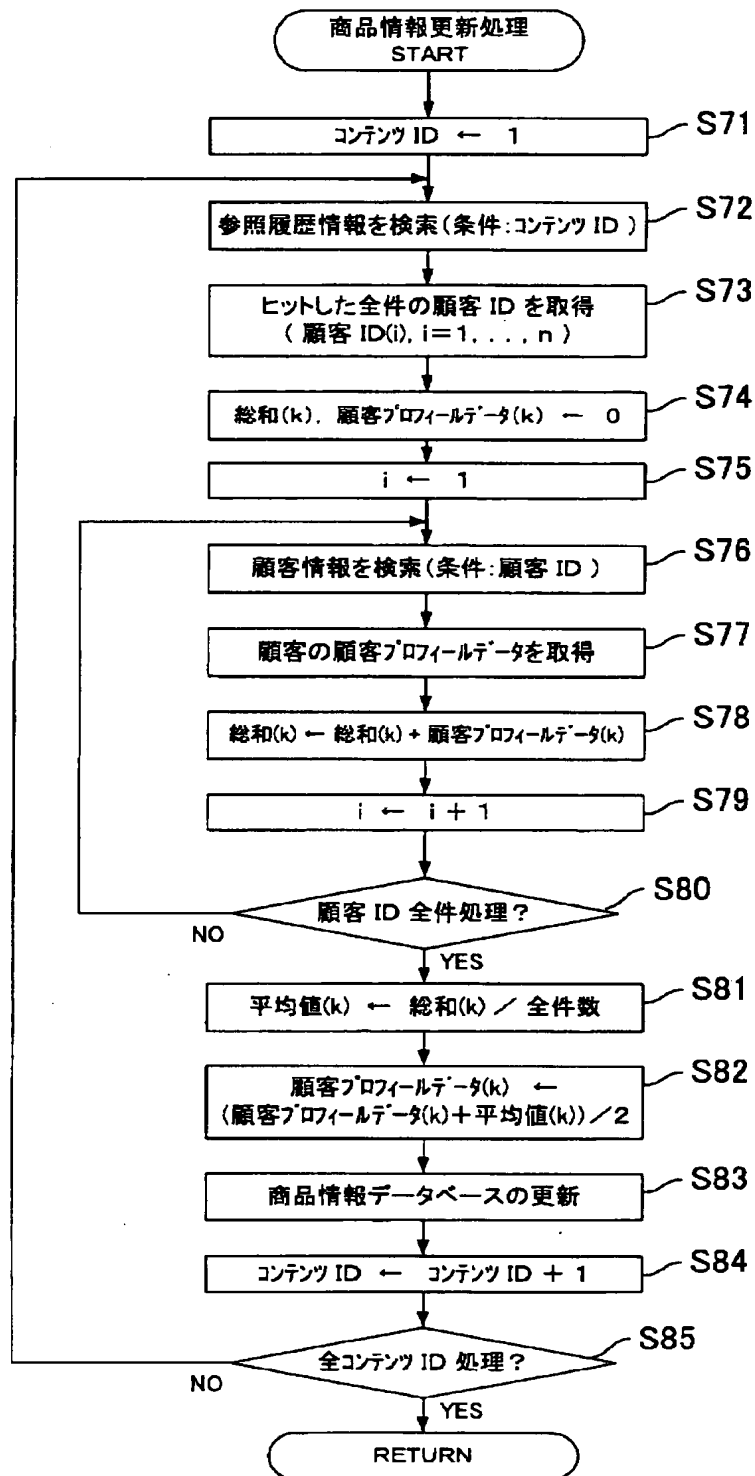 商品情報更新処理
START
コンテンツ ID ← 1
S71
参照履歴情報を検索(条件:コンテンツ ID )
S72
ヒットした全件の顧客 ID を取得
( 顧客 ID(i), i=1, . . . , n )
S73
総和(k), 顧客プロフィールデータ(k) ← 0
S74
i ← 1
S75
顧客情報を検索(条件:顧客 ID )
S76
顧客の顧客プロフィールデータを取得
S77
総和(k) ← 総和(k) + 顧客プロフィールデータ(k)
S78
i ← i + 1
S79
顧客 ID 全件処理?
S80
NO
YES
平均値(k) ← 総和(k) / 全件数
S81
顧客プロフィールデータ(k) ←
(顧客プロフィールデータ(k)+平均値(k))/2
S82
商品情報データベースの更新
S83
コンテンツ ID ← コンテンツ ID + 1
S84
全コンテンツ ID 処理?
S85
NO
YES
RETURN